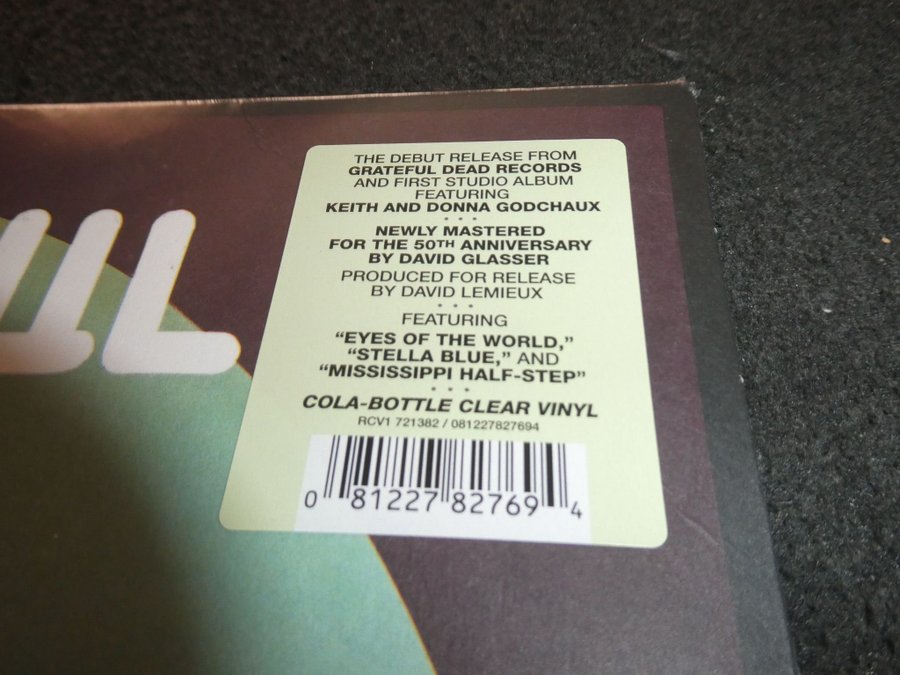 THE DEBUT RELEASE FROM
GRATEFUL DEAD RECORDS
AND FIRST STUDIO ALBUM
FEATURING
KEITH AND DONNA GODCHAUX
NEWLY MASTERED
FOR THE 50TH ANNIVERSARY
BY DAVID GLASSER
PRODUCED FOR RELEASE
BY DAVID LEMIEUX
FEATURING
“EYES OF THE WORLD,”
“STELLA BLUE,” AND
“MISSISSIPPI HALF-STEP”
COLA-BOTTLE CLEAR VINYL
RCV1 721382 / 081227827694
0 81227 82769 4